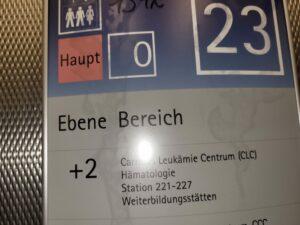 Haupt
0
23
Ebene Bereich
+2
Leukämie Centrum (CLC)
Hämatologie
Station 221-227
Weiterbildungsstätten